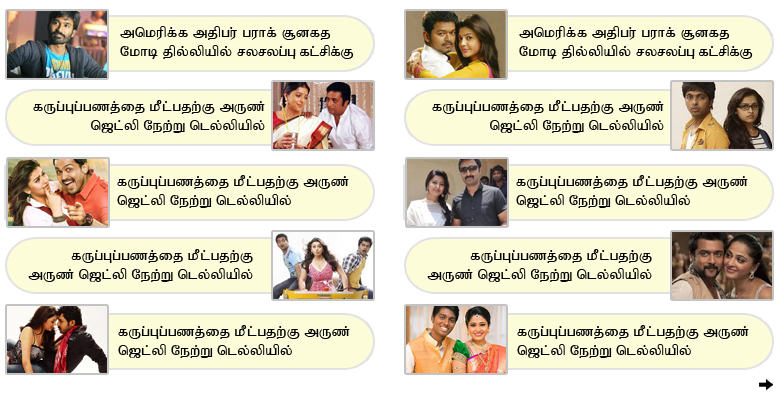 அமெரிக்க அதிபர் பராக் சூனகத
மோடி தில்லியில் சலசலப்பு கட்சிக்கு
அமெரிக்க அதிபர் பராக் சூனகத
மோடி தில்லியில் சலசலப்பு கட்சிக்கு
கருப்புப்பணத்தை மீட்பதற்கு அருண்
ஜெட்லி நேற்று டெல்லியில்
கருப்புப்பணத்தை மீட்பதற்கு அருண்
ஜெட்லி நேற்று டெல்லியில்
கருப்புப்பணத்தை மீட்பதற்கு அருண்
ஜெட்லி நேற்று டெல்லியில்
கருப்புப்பணத்தை மீட்பதற்கு அருண்
ஜெட்லி நேற்று டெல்லியில்
கருப்புப்பணத்தை மீட்பதற்கு
அருண் ஜெட்லி நேற்று டெல்லியில்
கருப்புப்பணத்தை மீட்பதற்கு
அருண் ஜெட்லி நேற்று டெல்லியில்
கருப்புப்பணத்தை மீட்பதற்கு அருண்
ஜெட்லி நேற்று டெல்லியில்
கருப்புப்பணத்தை மீட்பதற்கு அருண்
ஜெட்லி நேற்று டெல்லியில்